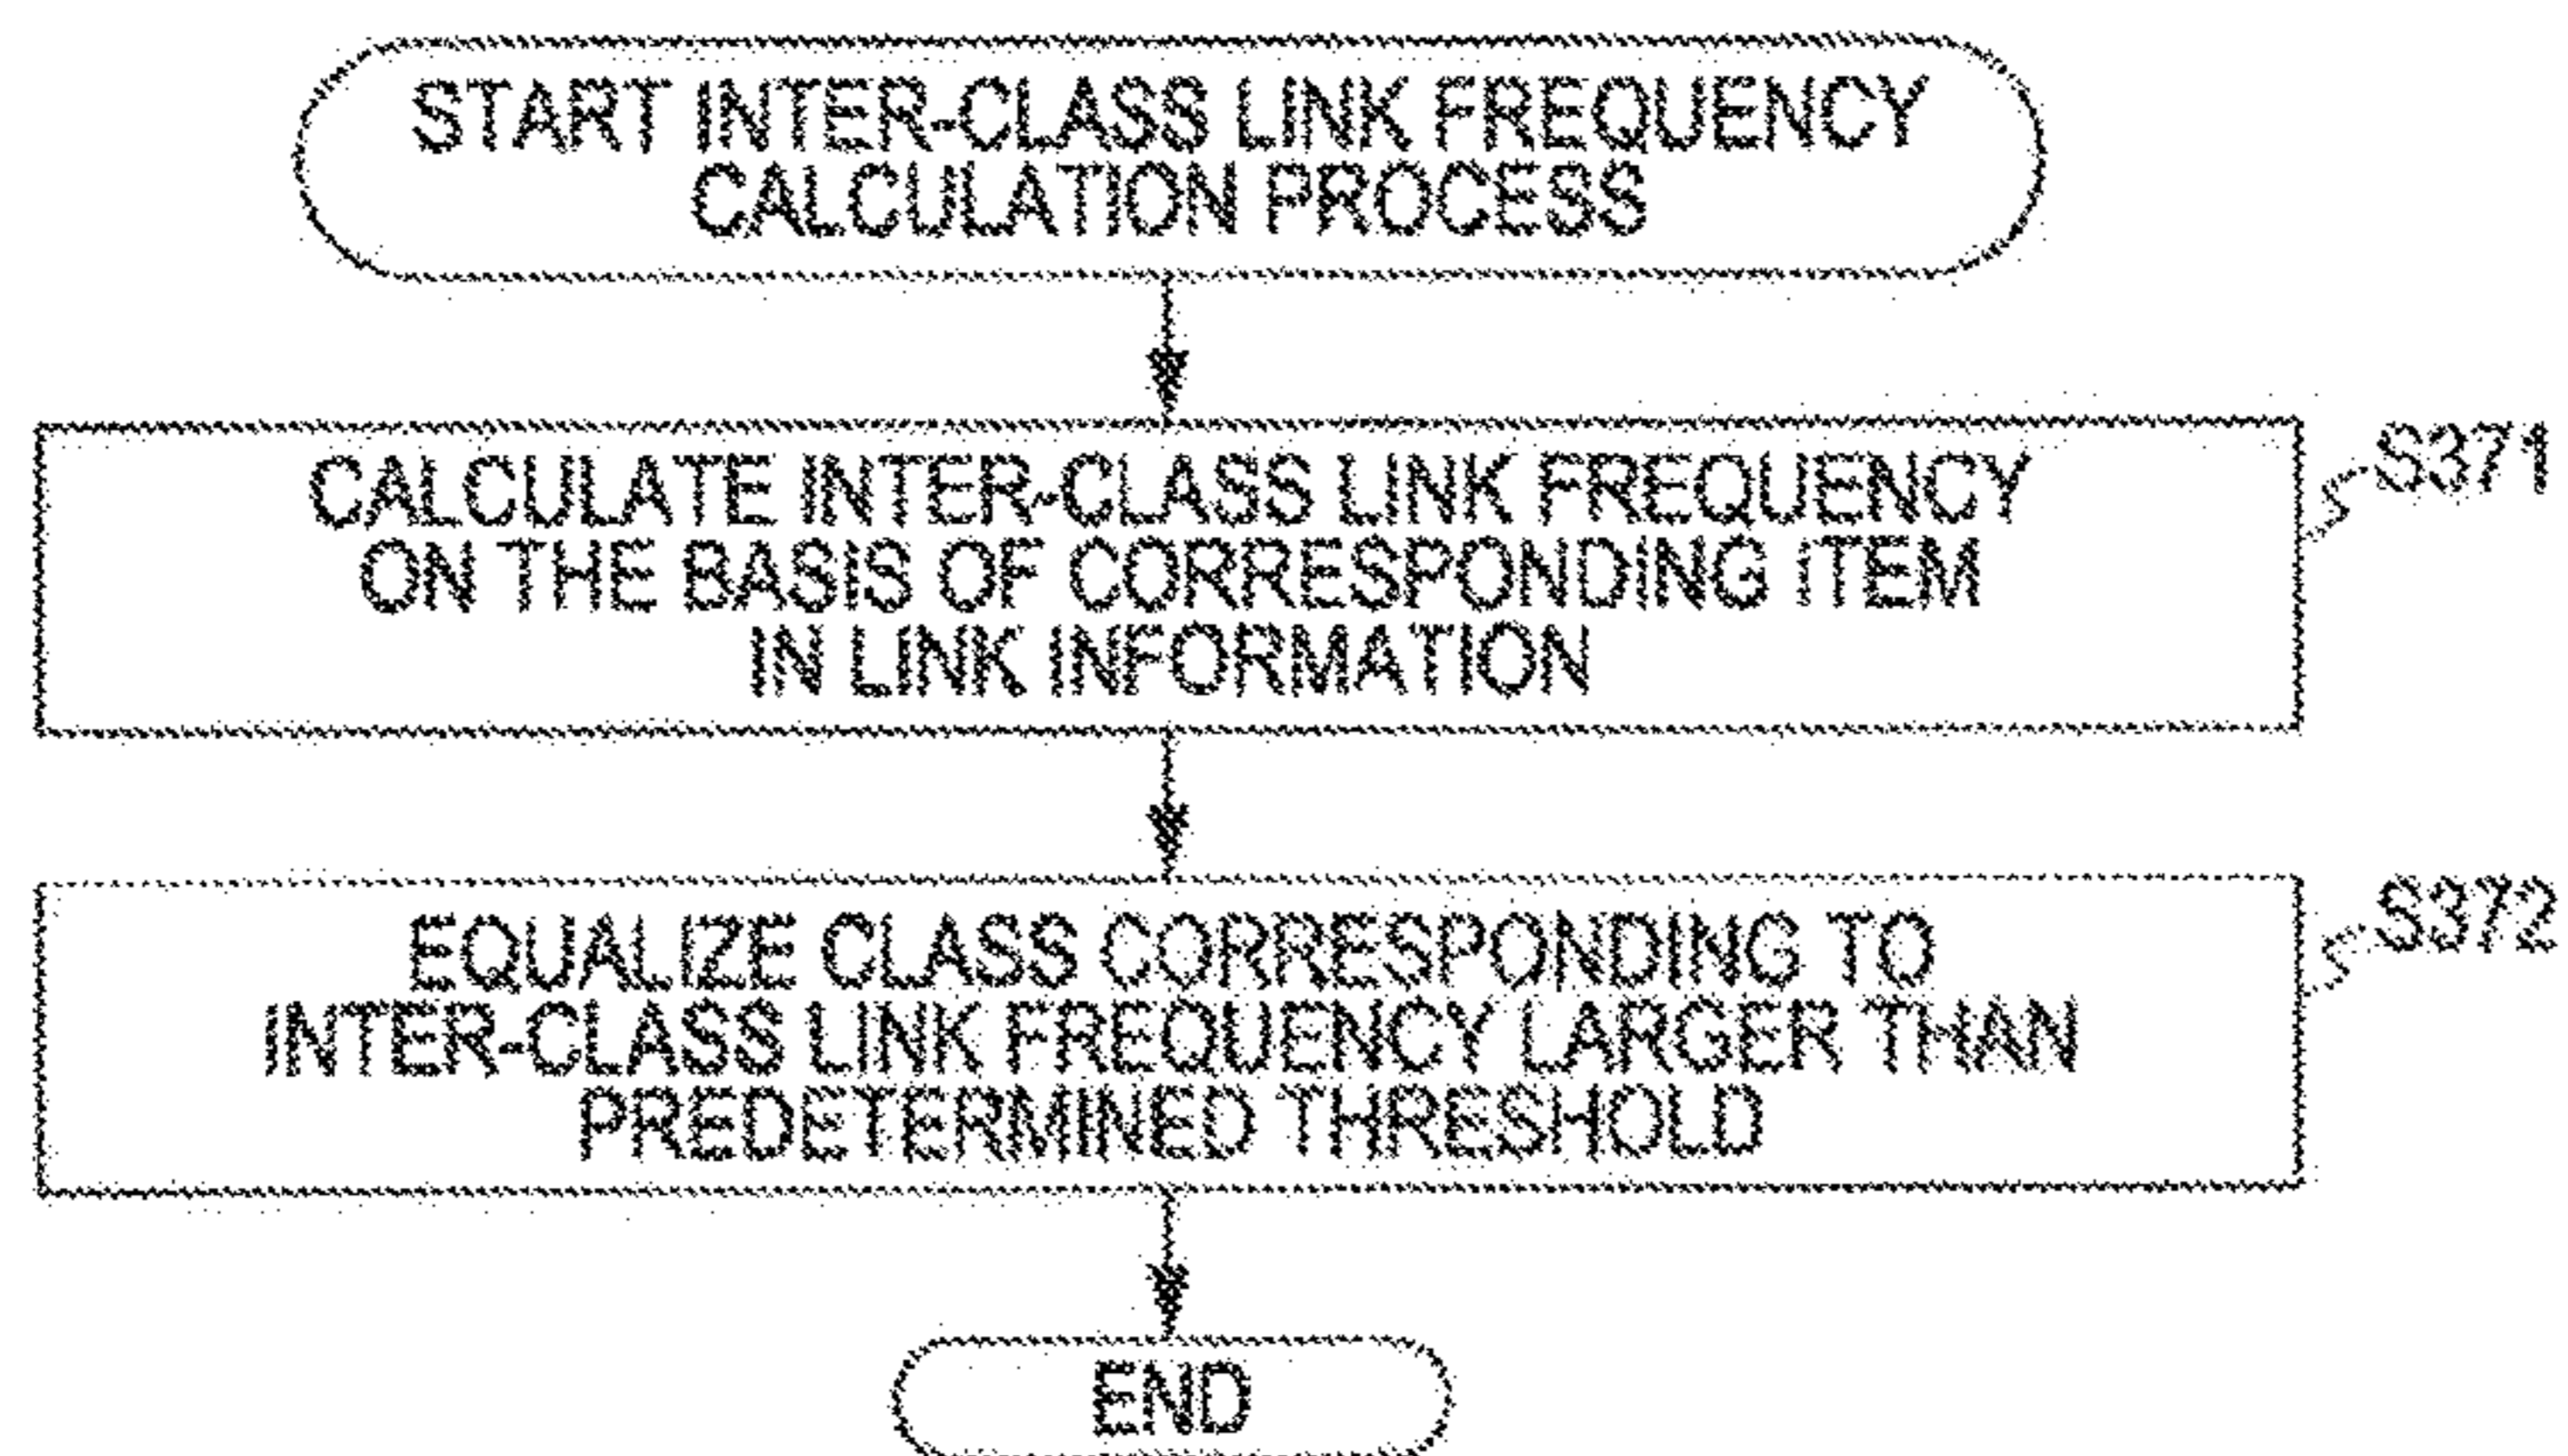 START INTER-CLASS LINK FREQUENCY
CALCULATION PROCESS
CALCULATE INTER-CLASS LINK FREQUENCY
ON THE BASIS OF CORRESPONDING ITEM
IN LINK INFORMATION
S371
EQUALIZE CLASS CORRESPONDING TO
INTER-CLASS LINK FREQUENCY LARGER THAN
PREDETERMINED THRESHOLD
S372
END